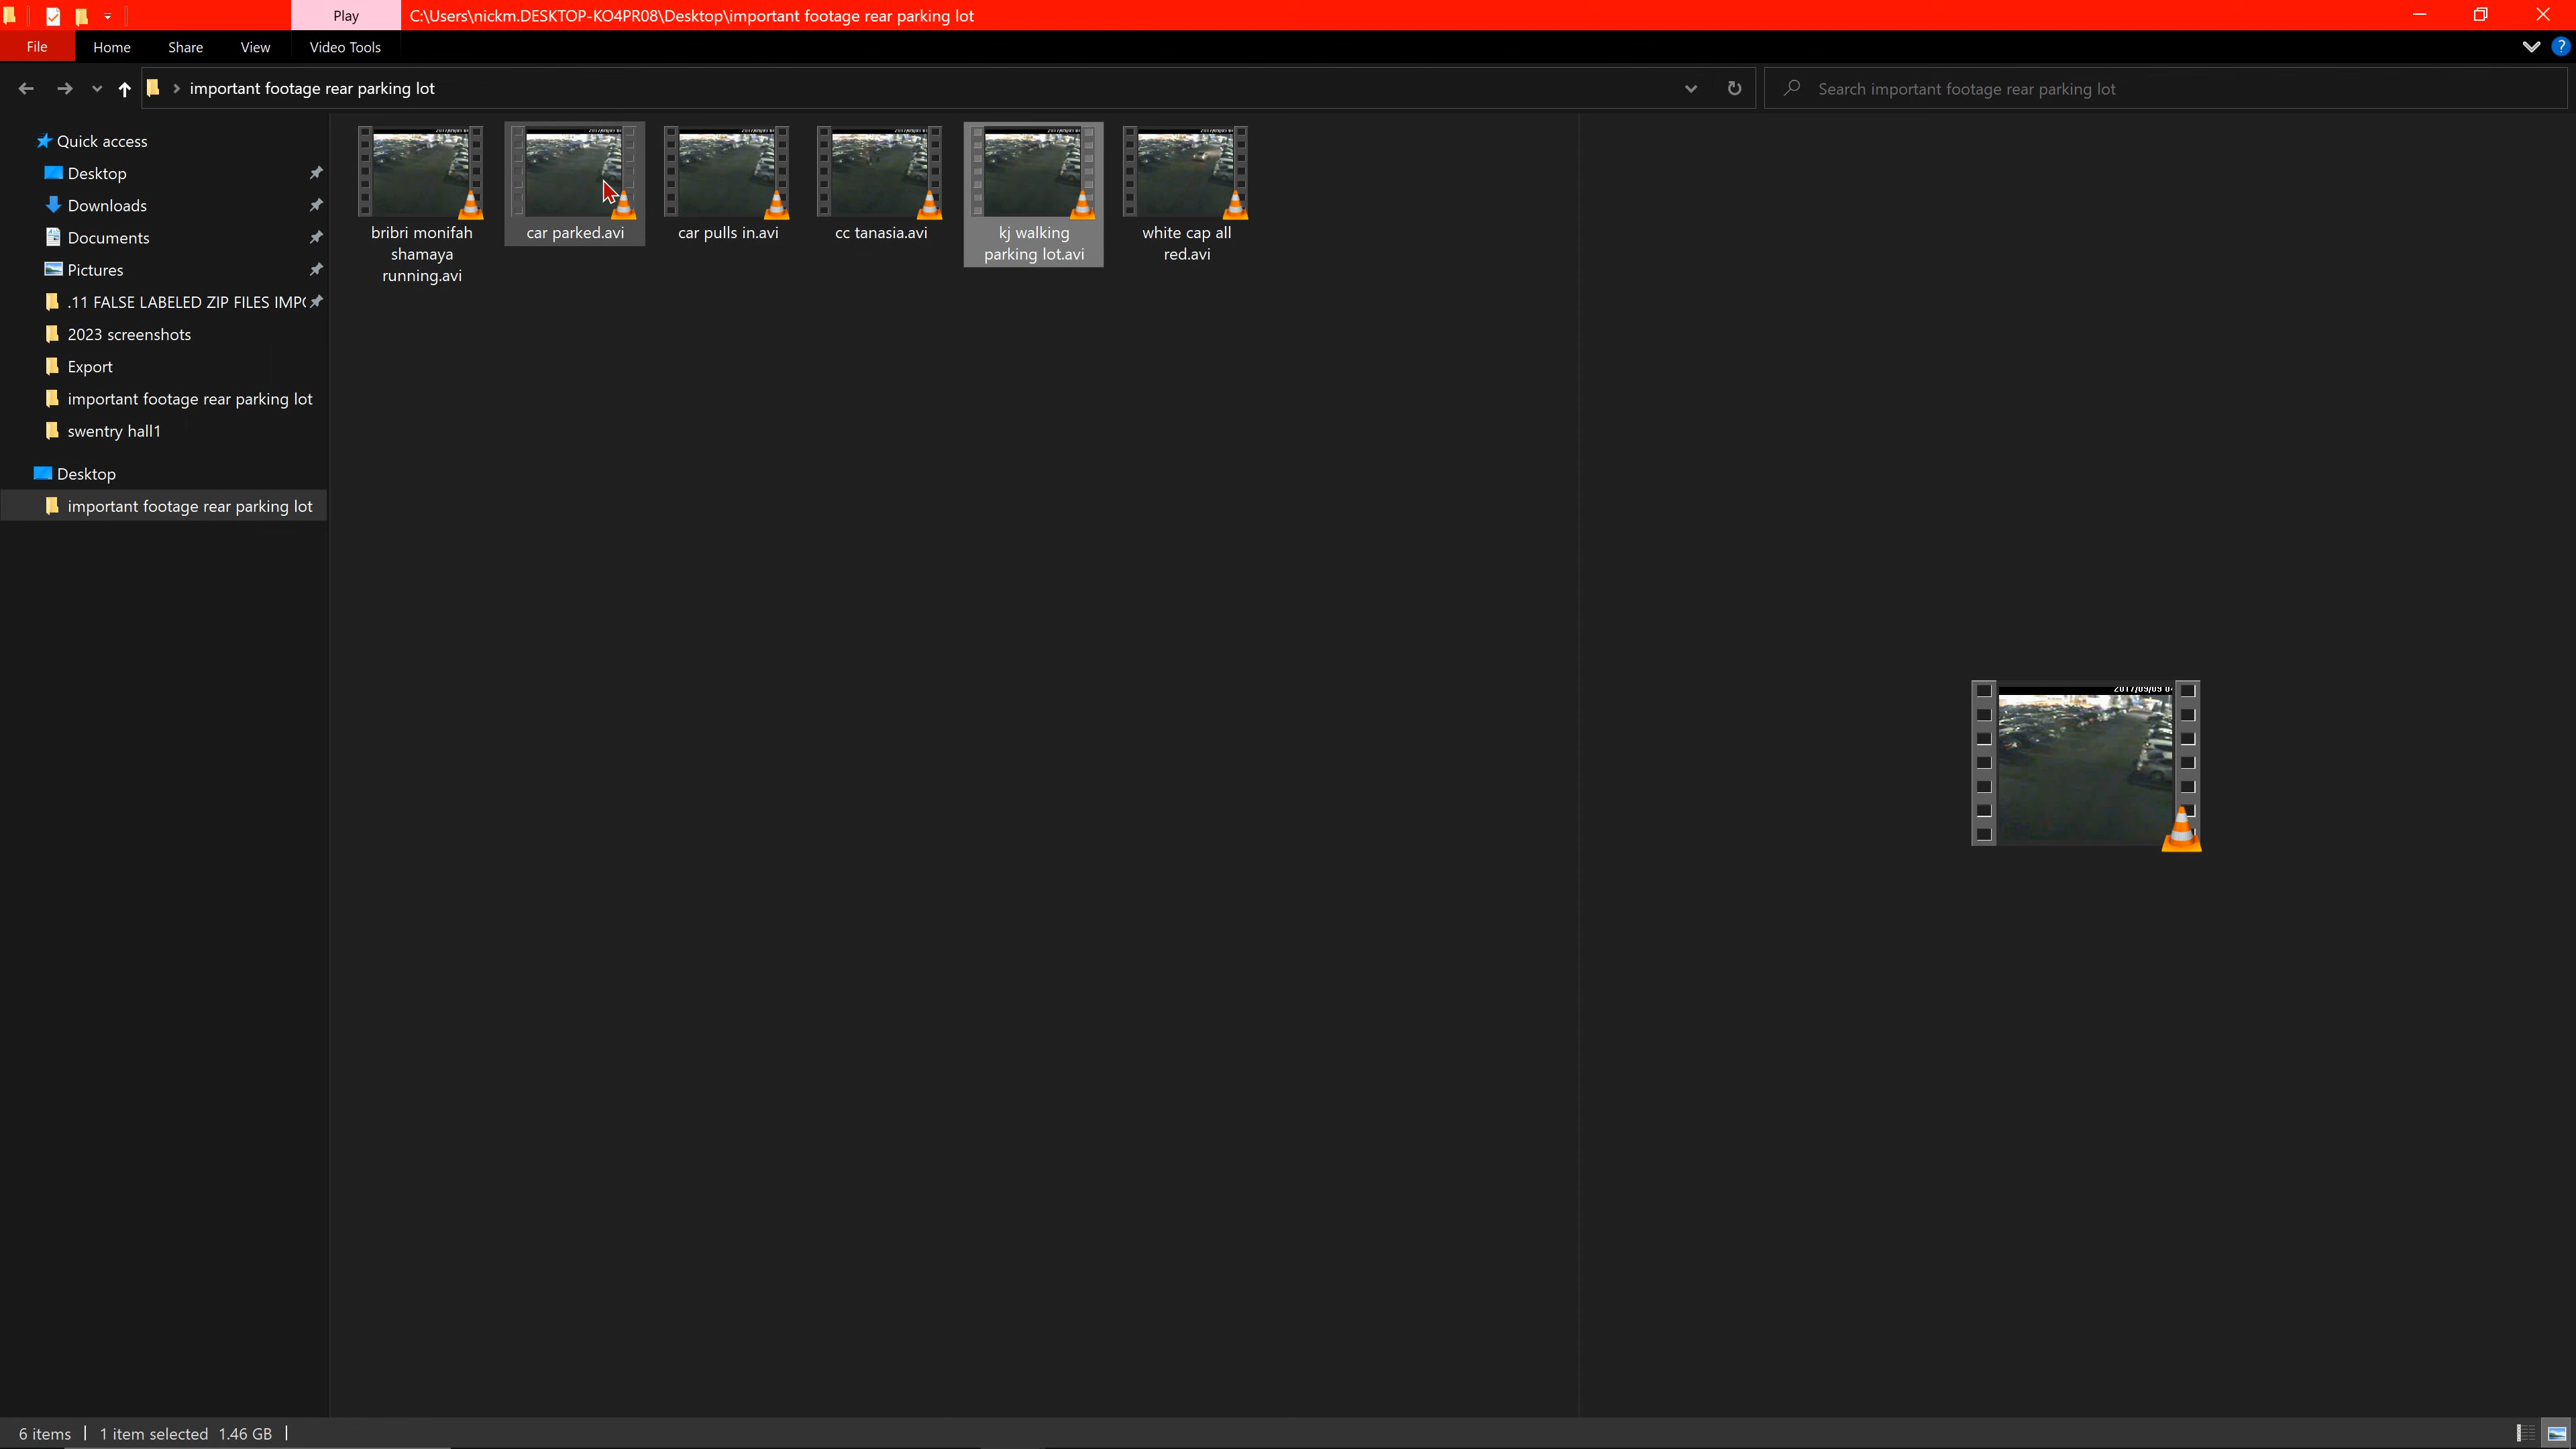 Play
C:\Users\nickm.DESKTOP-KO4PR08\Desktop\important footage rear parking lot
File
Home
Share
View
Video Tools
?
important footage rear parking lot
Search important footage rear parking lot
Quick access
Desktop
Downloads
Documents
Pictures
.11 FALSE LABELED ZIP FILES IMP
2023 screenshots
Export
important footage rear parking lot
swentry hall1
Desktop
important footage rear parking lot
bribri monifah
shamaya
running.avi
car parked.avi
car pulls in.avi
cc tanasia.avi
kj walking
parking lot.avi
white cap all
red.avi
2017/09/09
6 items
1 item selected 1.46 GB